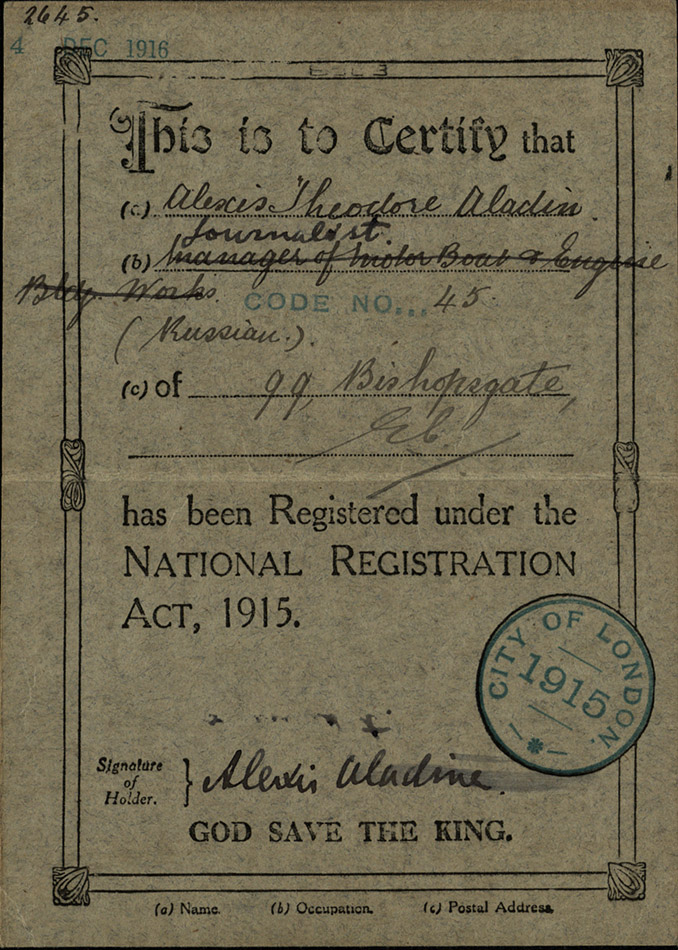 2645.
4 DEC 1916
This is to Certify that
(a) Alexis Theodore Aladin
Journalist.
(b) manager of Motor Boat & Engine
Bldg. Works.
CODE NO... 45.
(Russian.).
(c) of 99, Bishopsgate,
E.C.
has been Registered under the
NATIONAL REGISTRATION
ACT, 1915.
CITY OF LONDON.
1915
Signature
of
Holder.
} Alexis Aladine.
GOD SAVE THE KING.
(a) Name. (b) Occupation. (c) Postal Address.